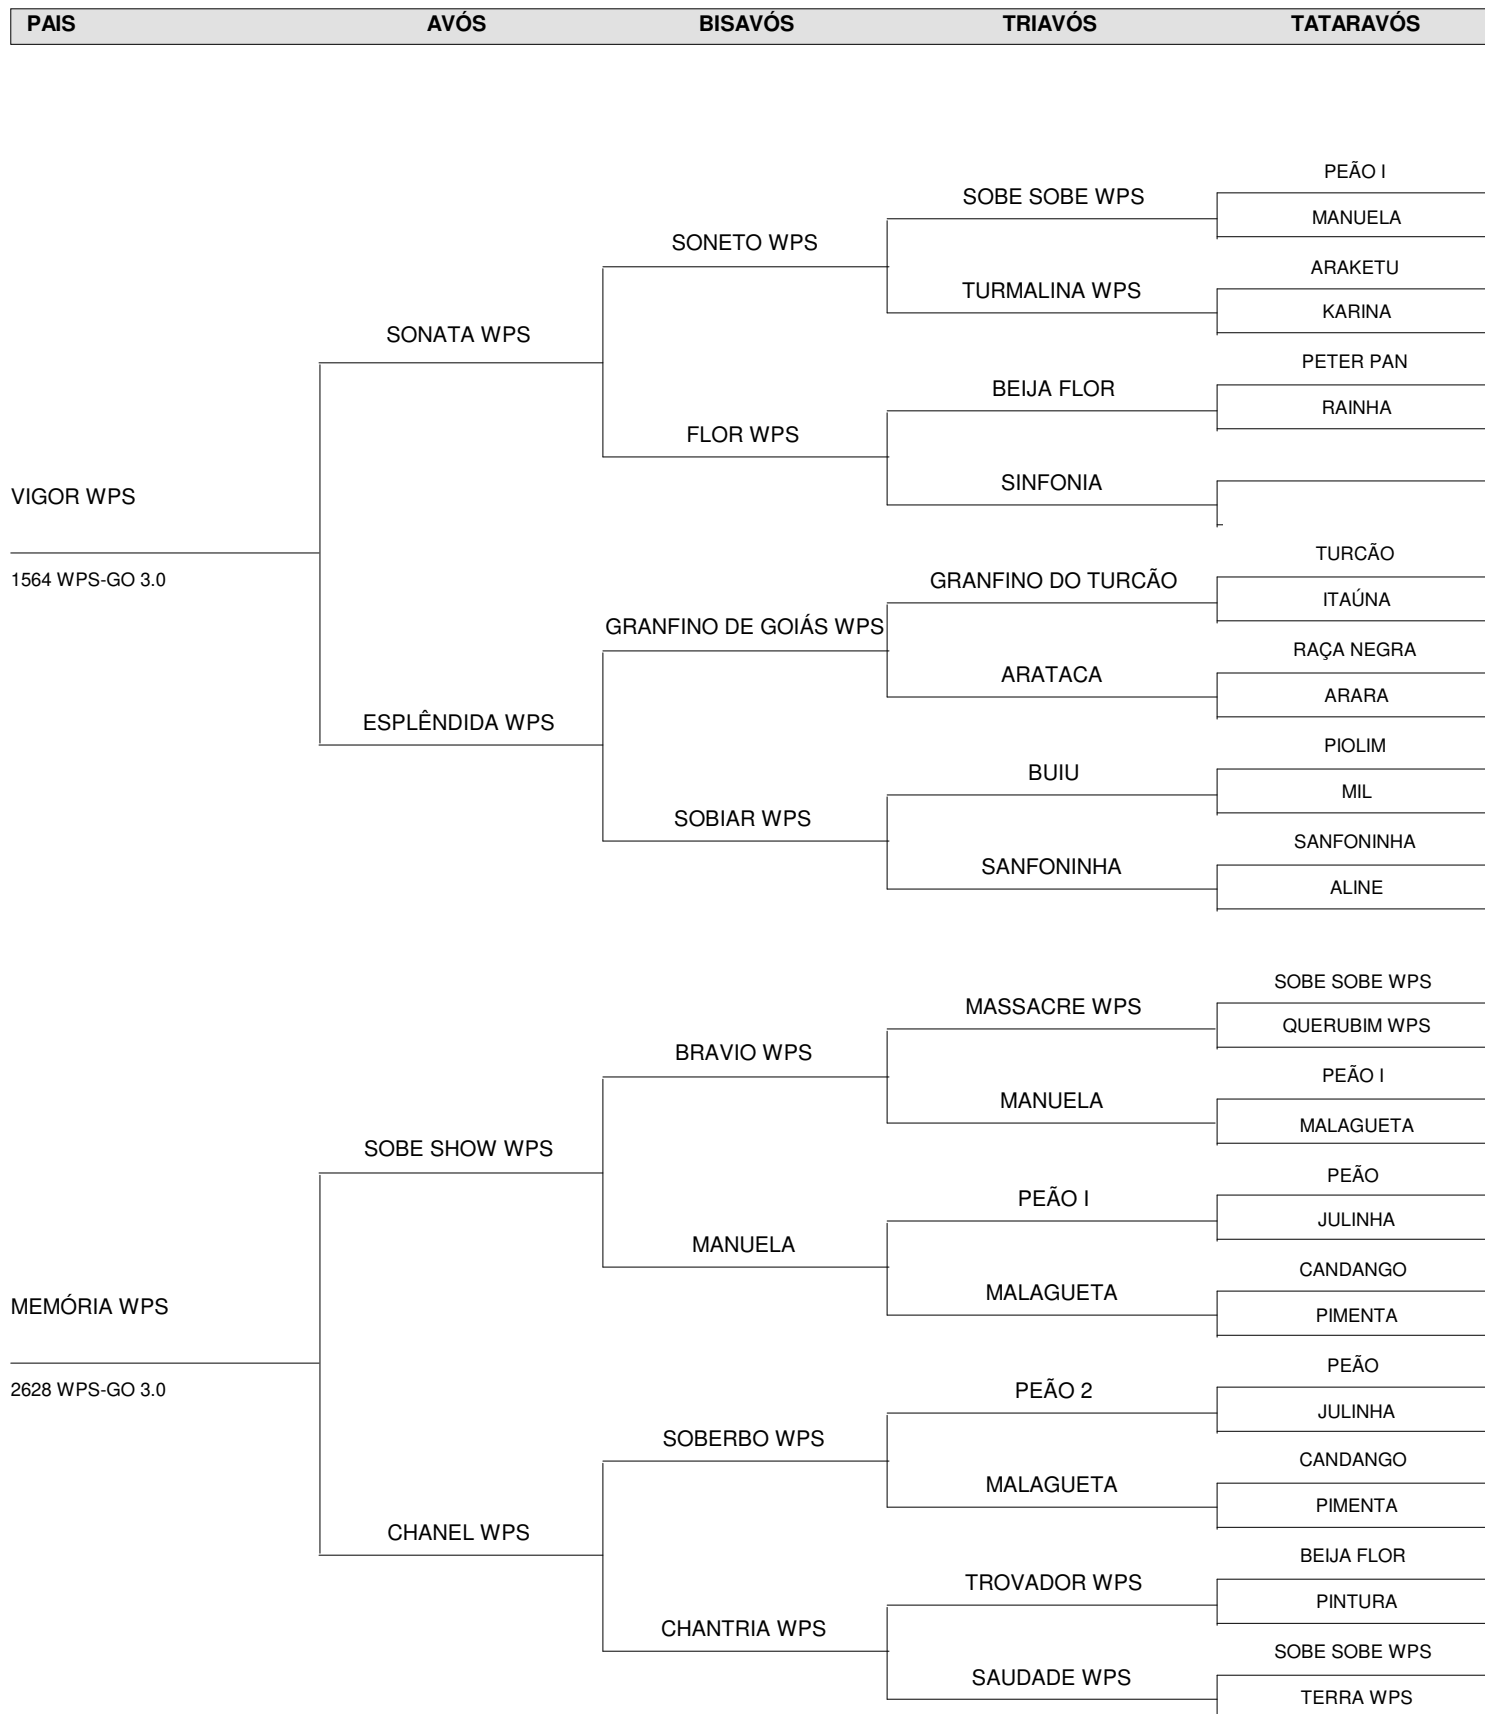 PAIS AVÓS BISAVÓS TRIAVÓS TATARAVÓS
PEÃO I
SOBE SOBE WPS
MANUELA
SONETO WPS
ARAKETU
TURMALINA WPS
KARINA
SONATA WPS
PETER PAN
BEIJA FLOR
RAINHA
FLOR WPS
SINFONIA
VIGOR WPS
TURCÃO
1564 WPS-GO 3.0
GRANFINO DO TURCÃO
ITAÚNA
GRANFINO DE GOIÁS WPS
RAÇA NEGRA
ARATACA
ARARA
ESPLÊNDIDA WPS
PIOLIM
BUIU
MIL
SOBIAR WPS
SANFONINHA
SANFONINHA
ALINE
SOBE SOBE WPS
MASSACRE WPS
QUERUBIM WPS
BRAVIO WPS
PEÃO I
MANUELA
MALAGUETA
SOBE SHOW WPS
PEÃO
PEÃO I
JULINHA
MANUELA
CANDANGO
MALAGUETA
MEMÓRIA WPS
PIMENTA
PEÃO
2628 WPS-GO 3.0
PEÃO 2
JULINHA
SOBERBO WPS
CANDANGO
MALAGUETA
PIMENTA
CHANEL WPS
BEIJA FLOR
TROVADOR WPS
PINTURA
CHANTRIA WPS
SOBE SOBE WPS
SAUDADE WPS
TERRA WPS